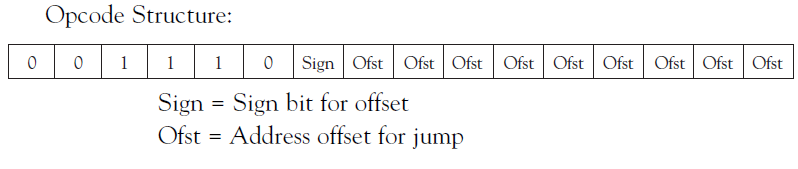 Opcode Structure:
0 0 1 1 1 0 Sign Ofst Ofst Ofst Ofst Ofst Ofst Ofst Ofst Ofst
Sign = Sign bit for offset
Ofst = Address offset for jump